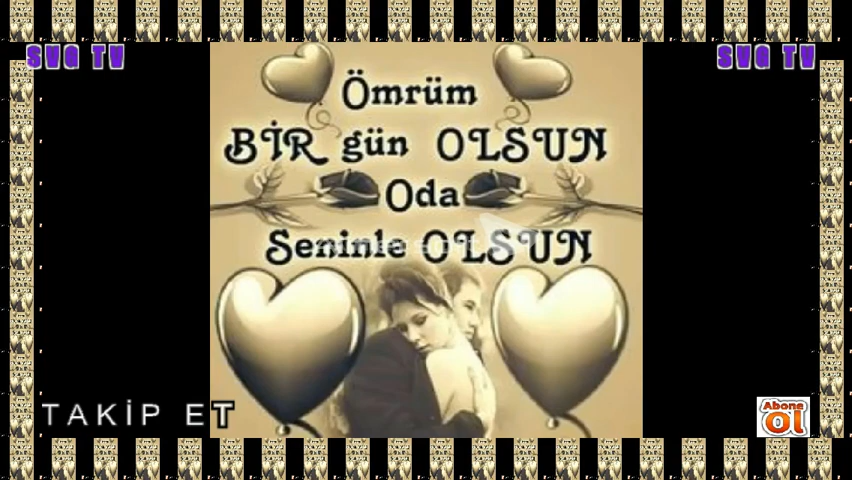 SVG TV
SVG TV
Ömrüm
BİR gün OLSUN
Oda
Seninle OLSUN
TAKİP ET
Abone
Ol